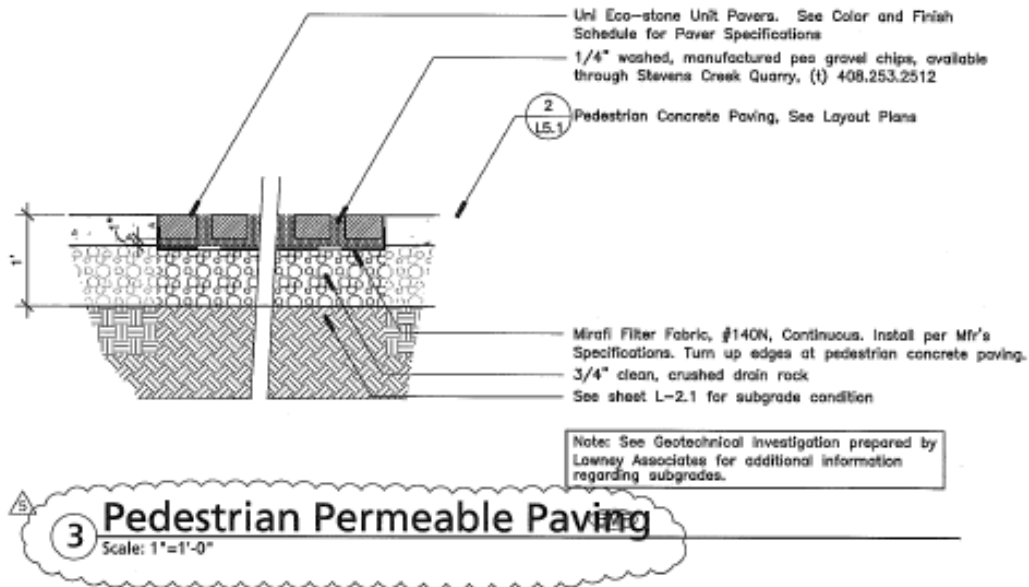 Uni Eco-stone Unit Pavers. See Color and Finish
Schedule for Paver Specifications
1/4" washed, manufactured pea gravel chips, available
through Stevens Creek Quarry, (t) 408.253.2512
2
L5.1
Pedestrian Concrete Paving, See Layout Plans
1'
Mirafi Filter Fabric, #140N, Continuous. Install per Mfr's
Specifications. Turn up edges at pedestrian concrete paving.
3/4" clean, crushed drain rock
See sheet L-2.1 for subgrade condition
Note: See Geotechnical Investigation prepared by
Lowney Associates for additional information
regarding subgrades.
5
3
Pedestrian Permeable Paving
Scale: 1"=1'-0"